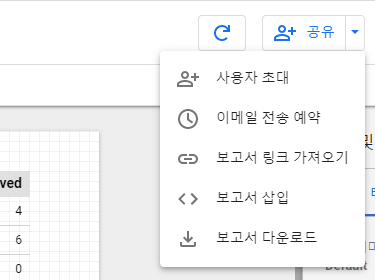 공유
사용자 초대
이메일 전송 예약
보고서 링크 가져오기
보고서 삽입
보고서 다운로드
및
ved
4
6
0
Default